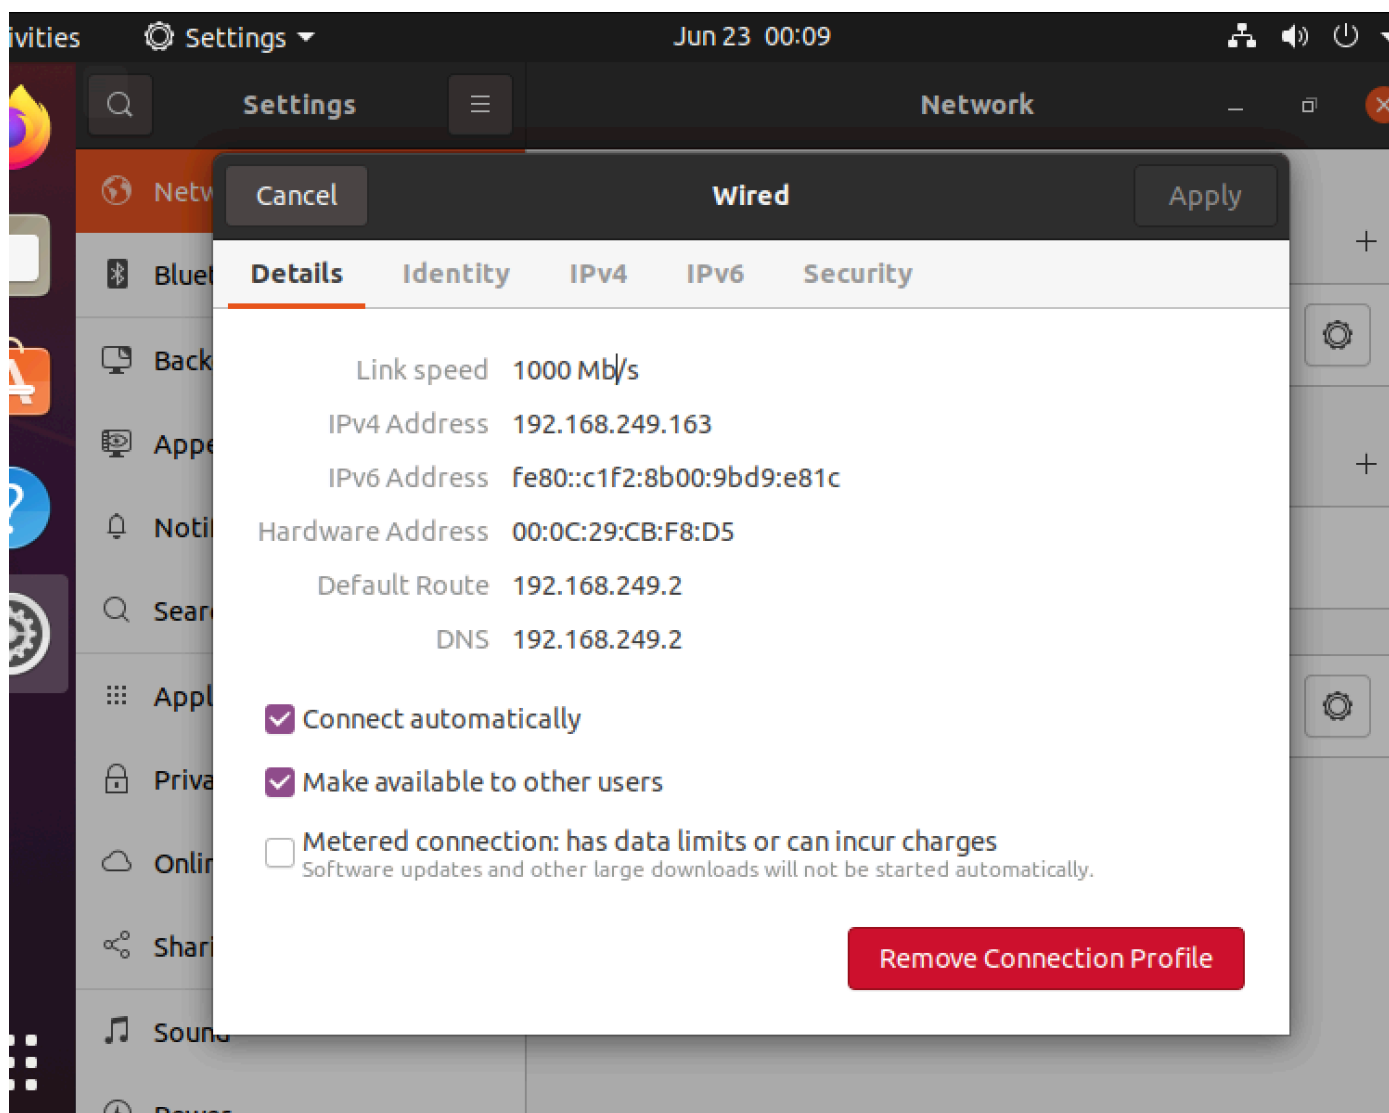 ivities Settings Jun 23 00:09
Settings Network
Netw
Cancel Wired Apply
Details Identity IPv4 IPv6 Security
Bluet
Back
Appe
Notif
Sear
Appl
Priva
Onlin
Shari
Sound
Power
Link speed 1000 Mb/s
IPv4 Address 192.168.249.163
IPv6 Address fe80::c1f2:8b00:9bd9:e81c
Hardware Address 00:0C:29:CB:F8:D5
Default Route 192.168.249.2
DNS 192.168.249.2
Connect automatically
Make available to other users
Metered connection: has data limits or can incur charges
Software updates and other large downloads will not be started automatically.
Remove Connection Profile